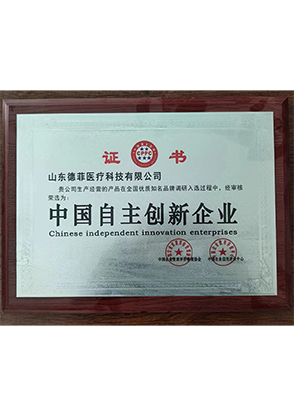 CPPC
证 书
山东德菲医疗科技有限公司
贵公司生产经营的产品在全国优质知名品牌调研入选过程中，经审核
荣选为：
中国自主创新企业
Chinese independent innovation enterprises